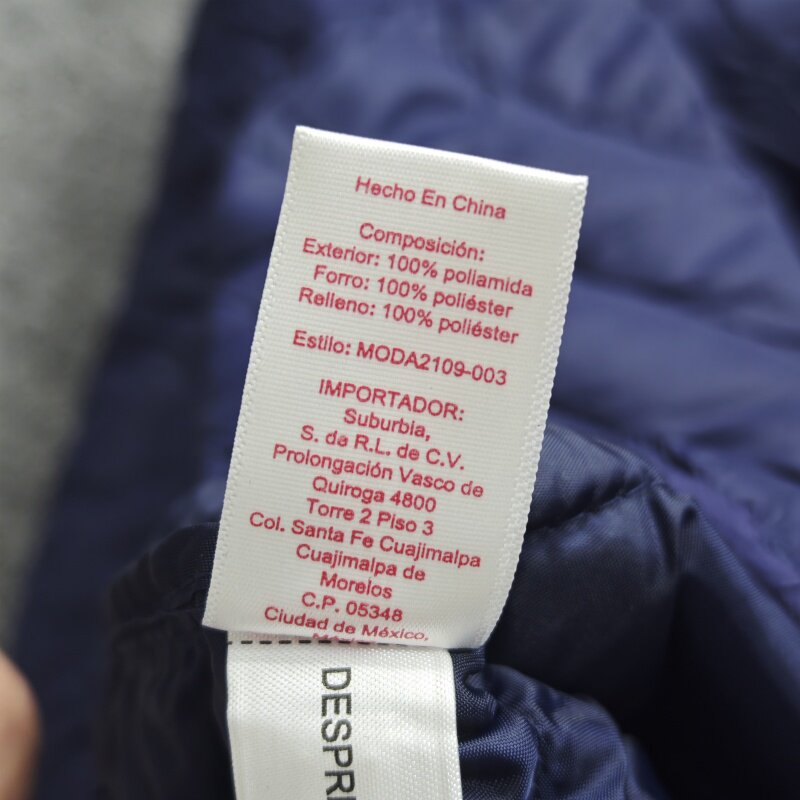 Hecho En China
Composición:
Exterior: 100% poliamida
Forro: 100% poliéster
Relleno: 100% poliéster
Estilo: MODA2109-003
IMPORTADOR:
Suburbia,
S. de R.L. de C.V.
Prolongación Vasco de
Quiroga 4800
Torre 2 Piso 3
Col. Santa Fe Cuajimalpa
Cuajimalpa de
Morelos
C.P. 05348
Ciudad de México,
DESPR